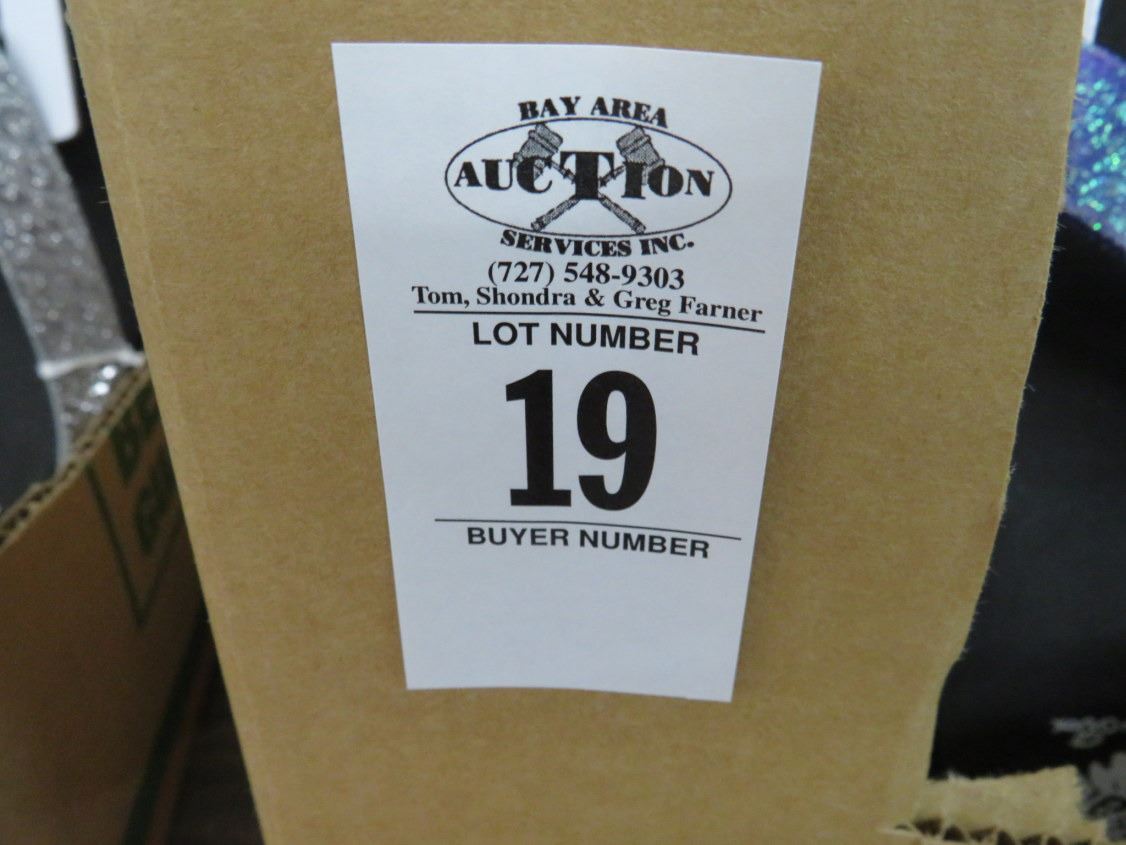 BAY AREA
AUCTION
SERVICES INC.
(727) 548-9303
Tom, Shondra & Greg Farner
LOT NUMBER
19
BUYER NUMBER